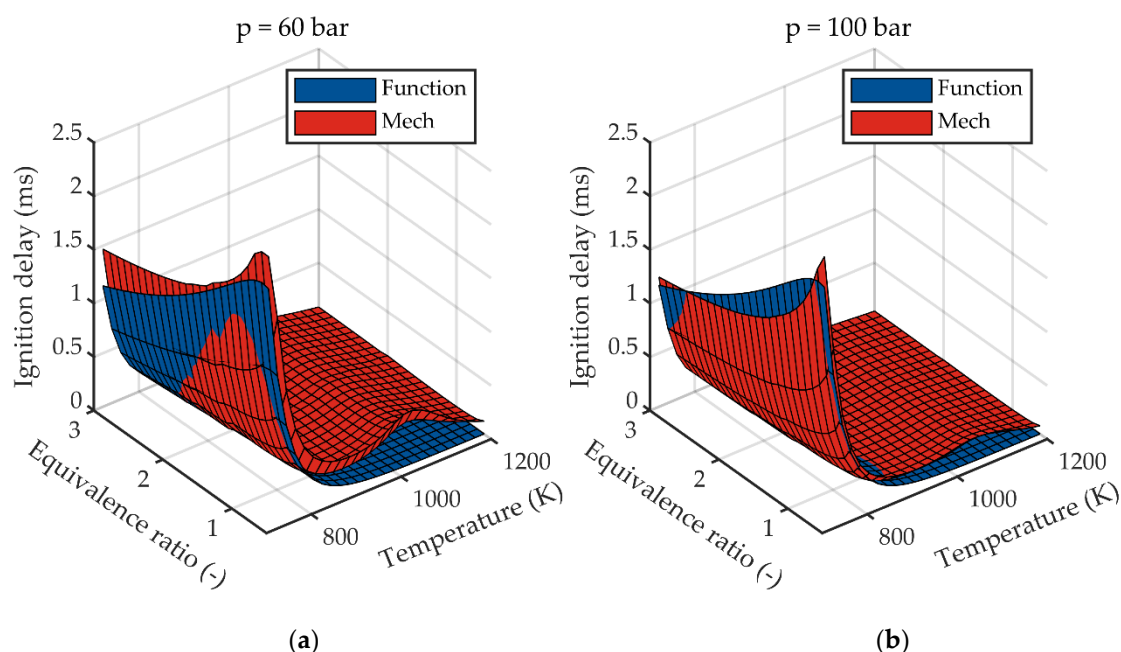 p = 60 bar
Function
Mech
Ignition delay (ms)
2.5
2
1.5
1
0.5
0
3
2
1
Equivalence ratio (-)
800
1000
1200
Temperature (K)
(a)
p = 100 bar
Function
Mech
Ignition delay (ms)
2.5
2
1.5
1
0.5
0
3
2
1
Equivalence ratio (-)
800
1000
1200
Temperature (K)
(b)